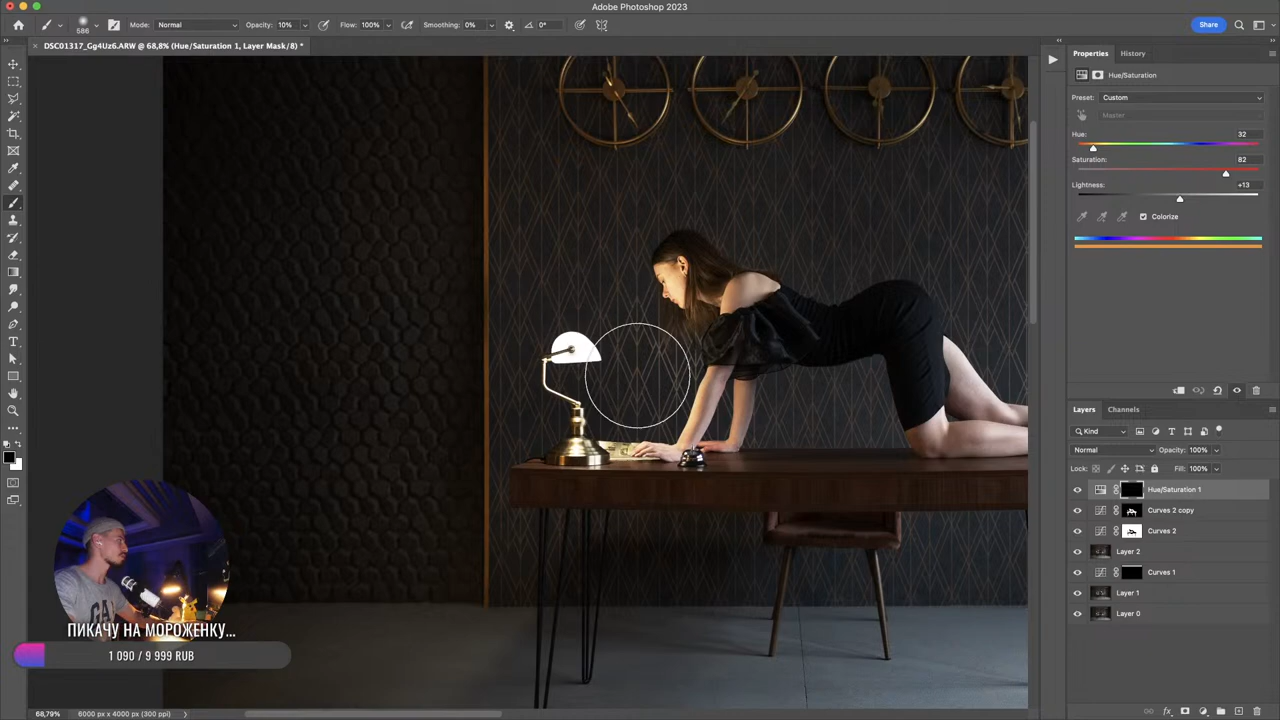 Adobe Photoshop 2023
586
Mode: Normal
Opacity: 10%
Flow: 100%
Smoothing: 0%
0°
Share
DSC01317_Gg4Uz6.ARW @ 68,8% (Hue/Saturation 1, Layer Mask/8) *
Properties
History
Hue/Saturation
Preset: Custom
Master
Hue: 32
Saturation: 82
Lightness: +13
Colorize
Layers
Channels
Kind
Normal
Opacity: 100%
Lock:
Fill: 100%
Hue/Saturation 1
Curves 2 copy
Curves 2
Layer 2
Curves 1
Layer 1
Layer 0
ПИКАЧУ НА МОРОЖЕНКУ...
1 090 / 9 999 RUB
68,79%
6000 px x 4000 px (300 ppi)